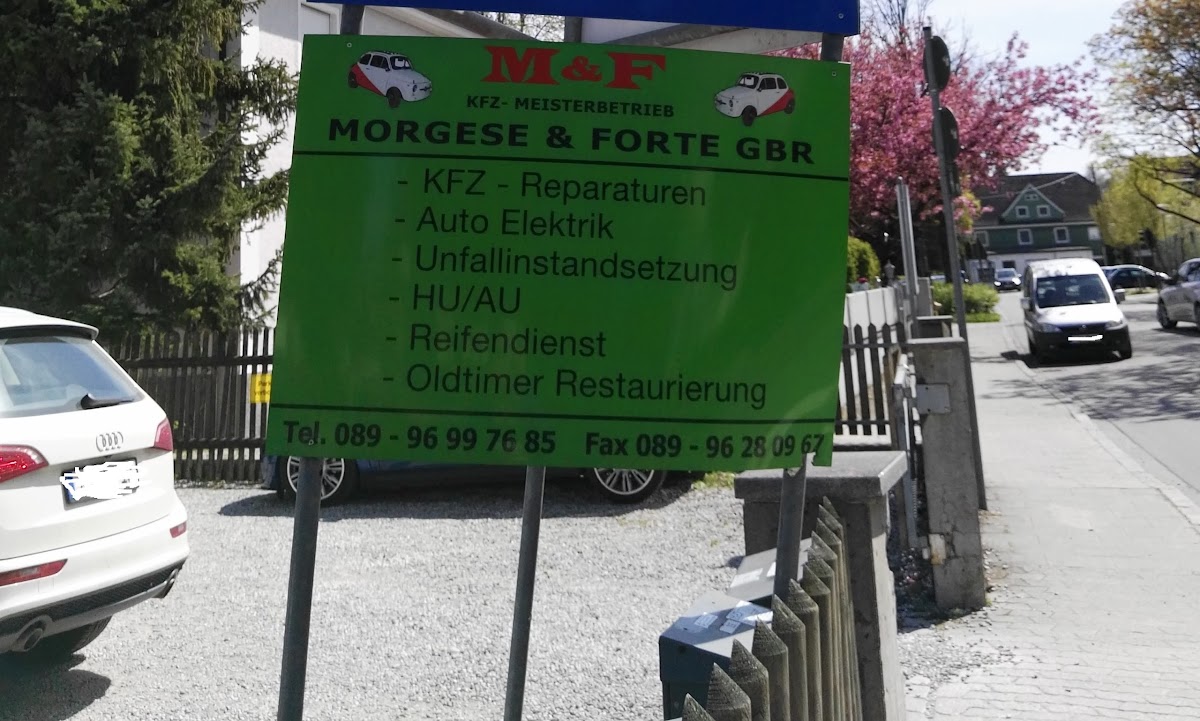 M&F
KFZ- MEISTERBETRIEB
MORGESE & FORTE GBR
- KFZ - Reparaturen
- Auto Elektrik
- Unfallinstandsetzung
- HU/AU
- Reifendienst
- Oldtimer Restaurierung
Tel. 089 - 96 99 76 85 Fax 089 - 96 28 09 67